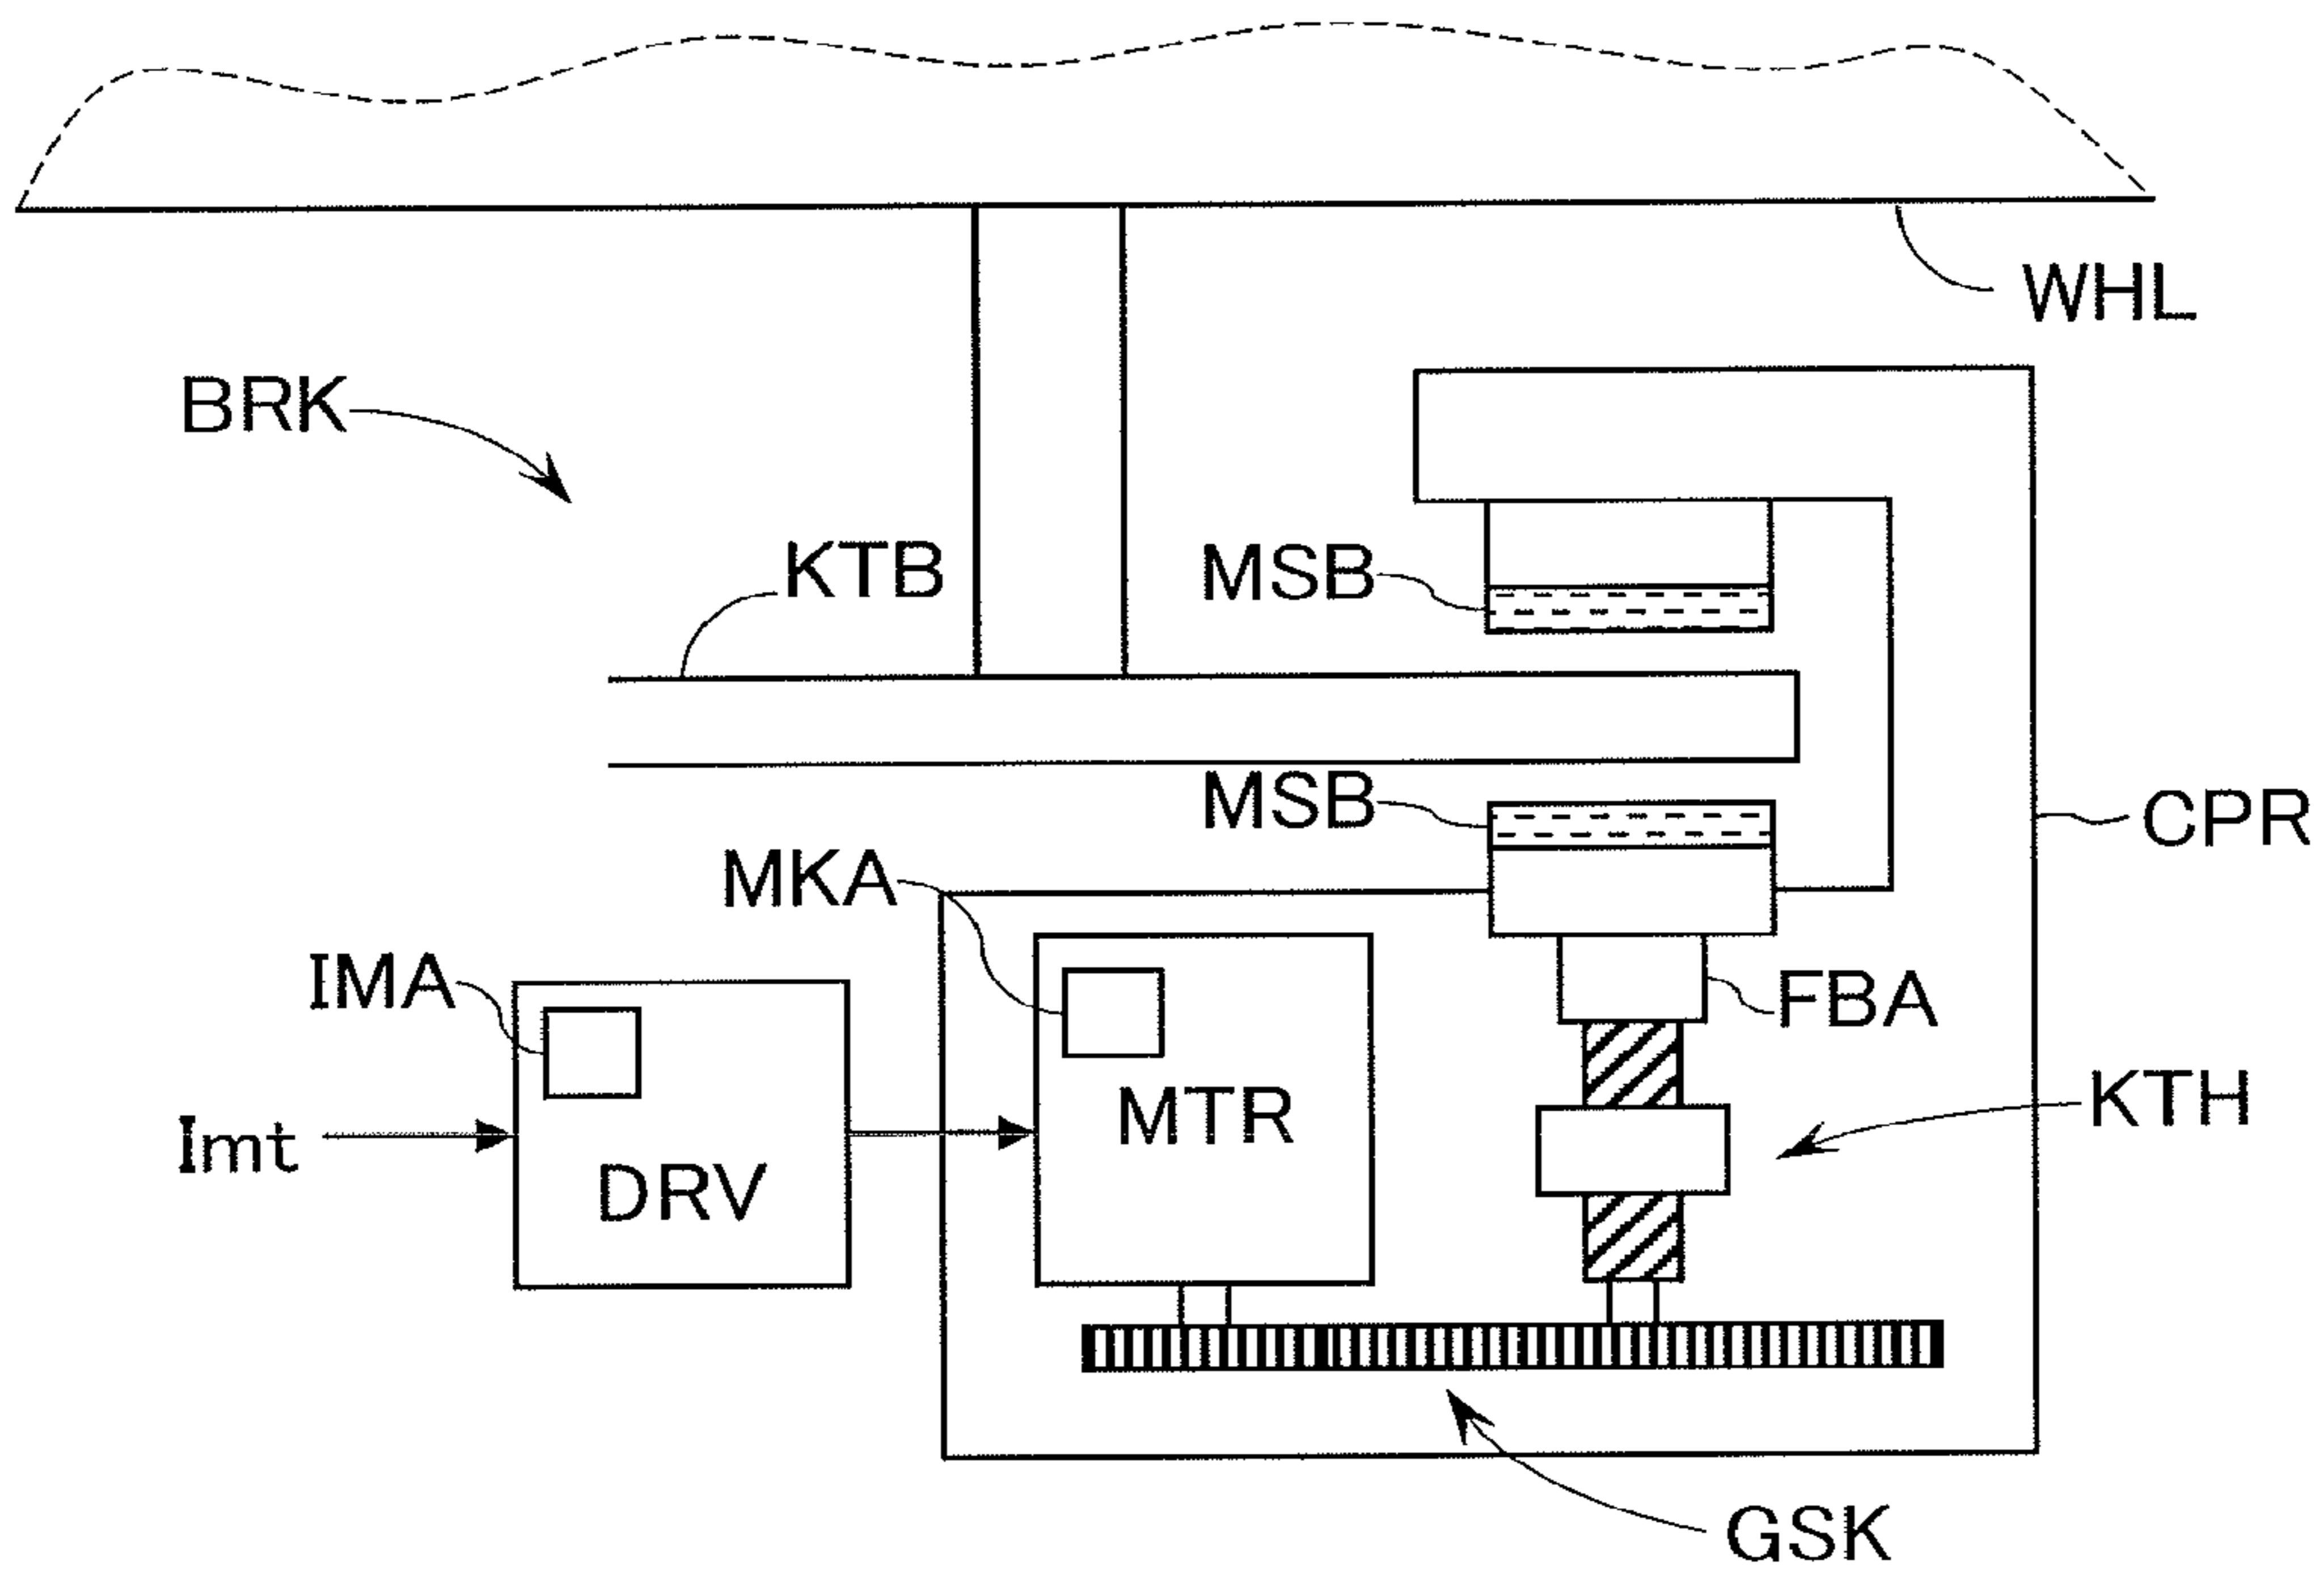 WHL
BRK
KTB
MSB
MSB
CPR
MKA
IMA
FBA
KTH
MTR
Imt
DRV
GSK